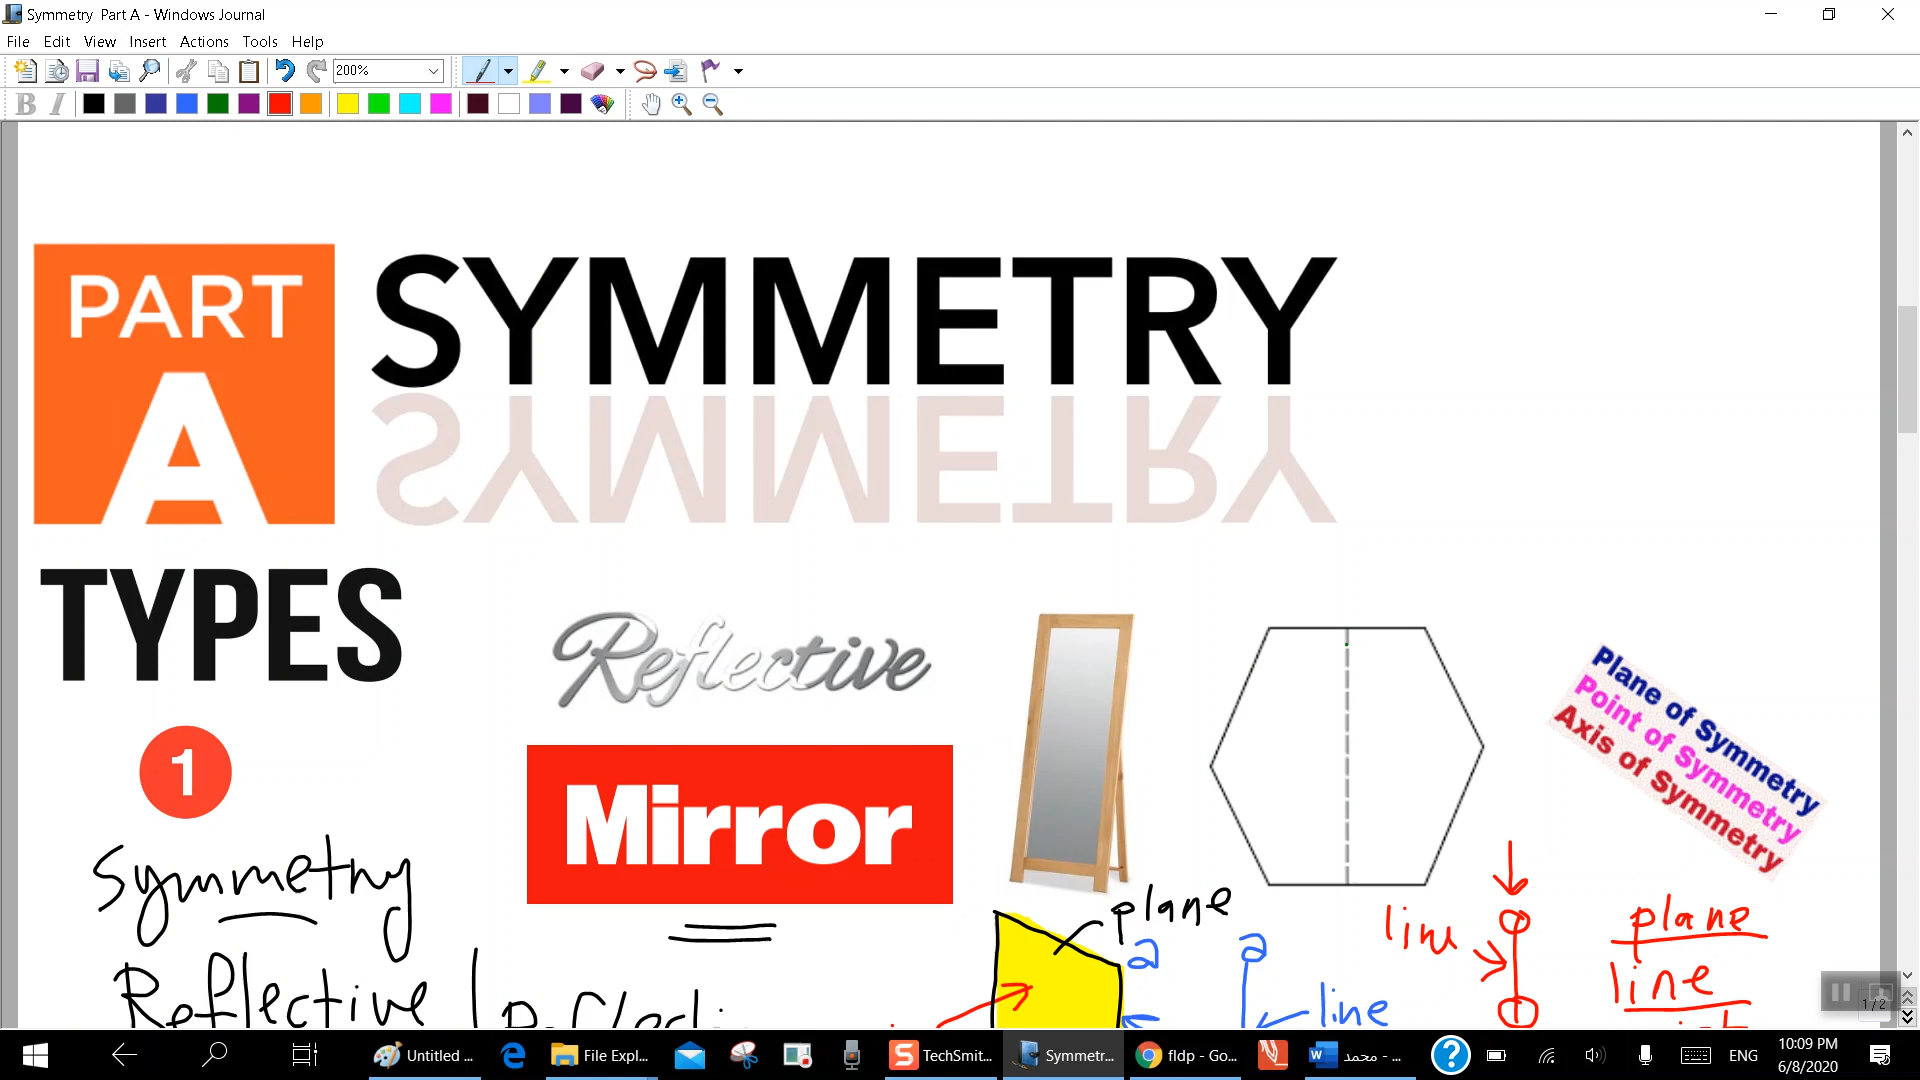 Symmetry Part A - Windows Journal
File Edit View Insert Actions Tools Help
200%
B I
PART
A
SYMMETRY
SYMMETRY
TYPES
Reflective
Plane of Symmetry
Point of Symmetry
Axis of Symmetry
1
Mirror
symmetry
plane
a
a
line
plane
line
Reflective
line
1/2
Untitled ...
File Expl...
TechSmit...
Symmetr...
fldp - Go...
محمد - ...
ENG
10:09 PM
6/8/2020